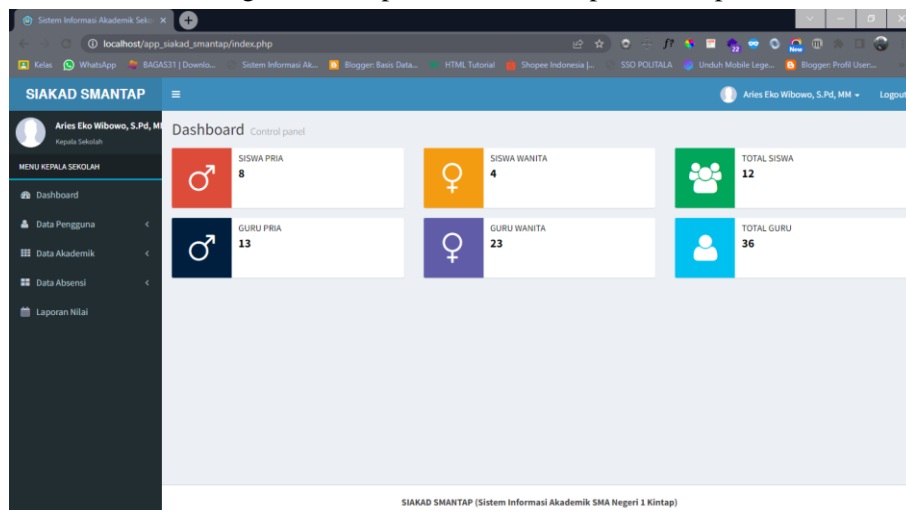 Sistem Informasi Akademik Seko
localhost/app_siakad_smantap/index.php
Kelas WhatsApp BAGAS31 | Downlo... Sistem Informasi Ak... Blogger: Basis Data... HTML Tutorial Shopee Indonesia |... SSO POLITALA Unduh Mobile Lege... Blogger: Profil User...
SIAKAD SMANTAP
Aries Eko Wibowo, S.Pd, MM
Logout
Aries Eko Wibowo, S.Pd, M
Kepala Sekolah
MENU KEPALA SEKOLAH
Dashboard
Data Pengguna
Data Akademik
Data Absensi
Laporan Nilai
Dashboard Control panel
SISWA PRIA
8
SISWA WANITA
4
TOTAL SISWA
12
GURU PRIA
13
GURU WANITA
23
TOTAL GURU
36
SIAKAD SMANTAP (Sistem Informasi Akademik SMA Negeri 1 Kintap)